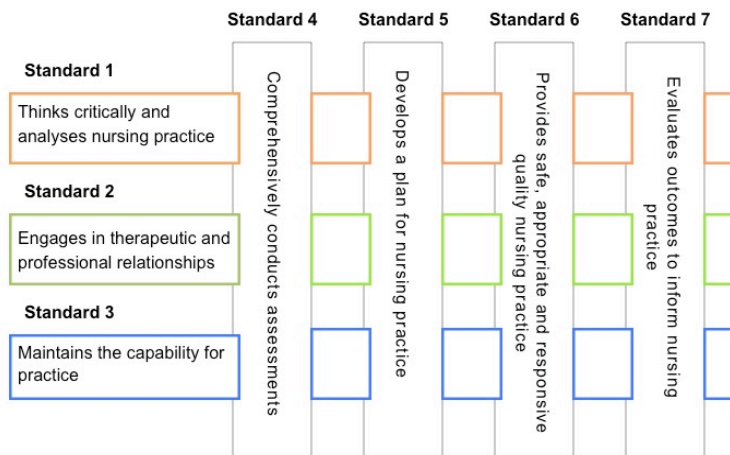 Standard 4
Standard 5
Standard 6
Standard 7
Standard 1
Thinks critically and
analyses nursing practice
Standard 2
Engages in therapeutic and
professional relationships
Standard 3
Maintains the capability for
practice
Comprehensively conducts assessments
Develops a plan for nursing practice
Provides safe, appropriate and responsive
quality nursing practice
Evaluates outcomes to inform nursing
practice